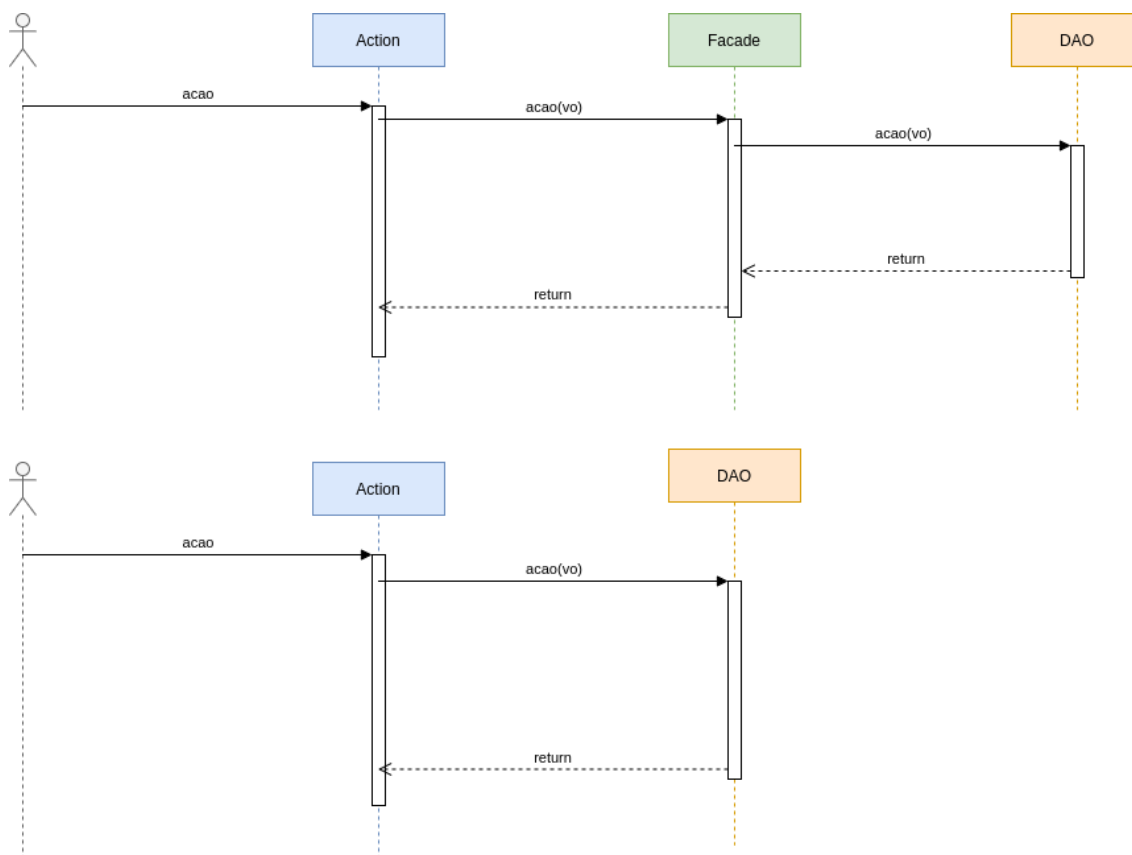 Action
Facade
DAO
acao
acao(vo)
acao(vo)
return
return
Action
DAO
acao
acao(vo)
return